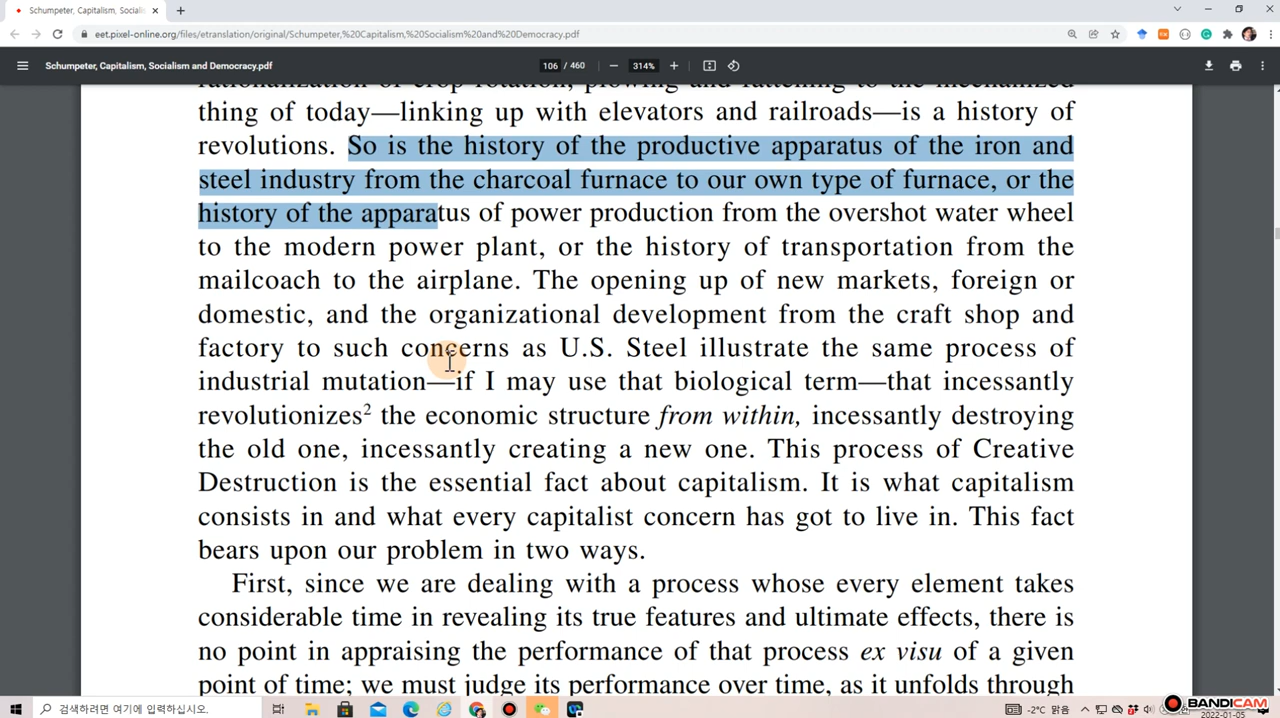 Schumpeter, Capitalism, Sociali
eet.pixel-online.org/files/etranslation/original/Schumpeter,%20Capitalism,%20Socialism%20and%20Democracy.pdf
Schumpeter, Capitalism, Socialism and Democracy.pdf
106 / 460
314%
rationalization of crop rotation, plowing and fattening to the mechanized
thing of today—linking up with elevators and railroads—is a history of
revolutions. So is the history of the productive apparatus of the iron and
steel industry from the charcoal furnace to our own type of furnace, or the
history of the apparatus of power production from the overshot water wheel
to the modern power plant, or the history of transportation from the
mailcoach to the airplane. The opening up of new markets, foreign or
domestic, and the organizational development from the craft shop and
factory to such concerns as U.S. Steel illustrate the same process of
industrial mutation—if I may use that biological term—that incessantly
revolutionizes² the economic structure from within, incessantly destroying
the old one, incessantly creating a new one. This process of Creative
Destruction is the essential fact about capitalism. It is what capitalism
consists in and what every capitalist concern has got to live in. This fact
bears upon our problem in two ways.
First, since we are dealing with a process whose every element takes
considerable time in revealing its true features and ultimate effects, there is
no point in appraising the performance of that process ex visu of a given
point of time; we must judge its performance over time, as it unfolds through
검색하려면 여기에 입력하십시오.
-2°C 맑음
2022-01-05
BANDICAM